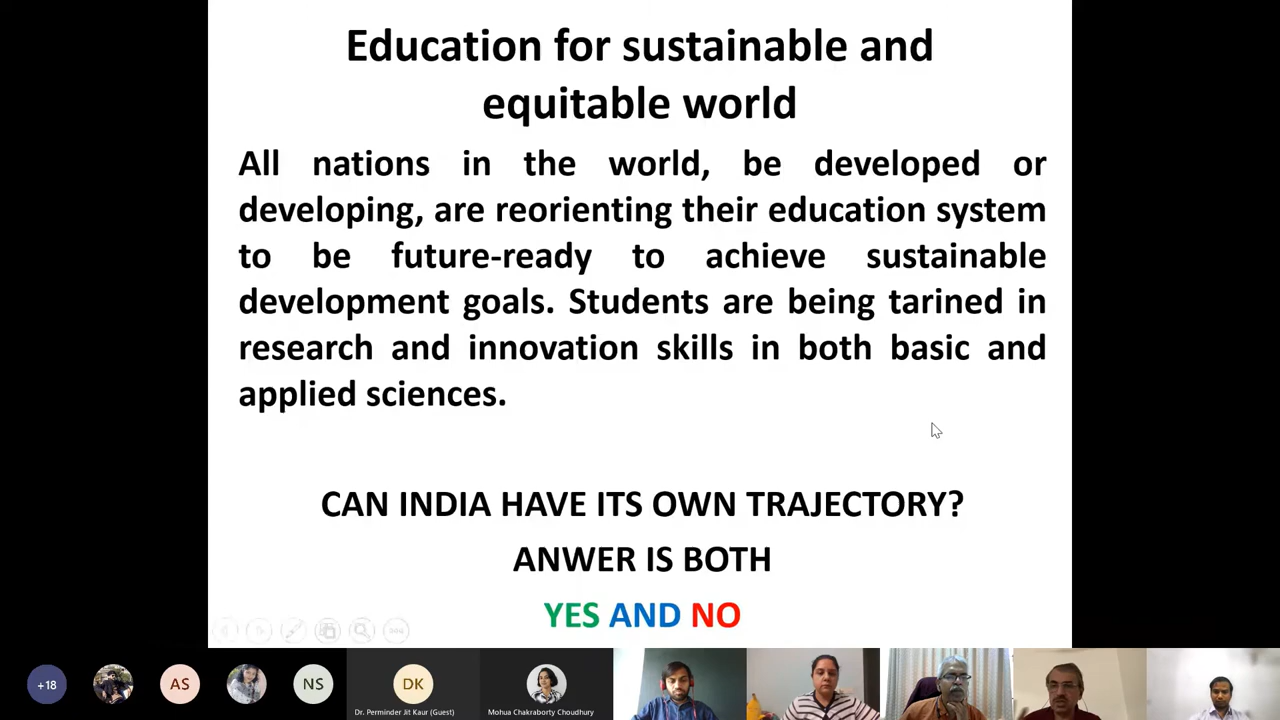 Education for sustainable and
equitable world
All nations in the world, be developed or
developing, are reorienting their education system
to be future-ready to achieve sustainable
development goals. Students are being tarined in
research and innovation skills in both basic and
applied sciences.
CAN INDIA HAVE ITS OWN TRAJECTORY?
ANWER IS BOTH
YES AND NO
+18
AS
NS
DK
Dr. Perminder Jit Kaur (Guest)
Mohua Chakraborty Choudhury